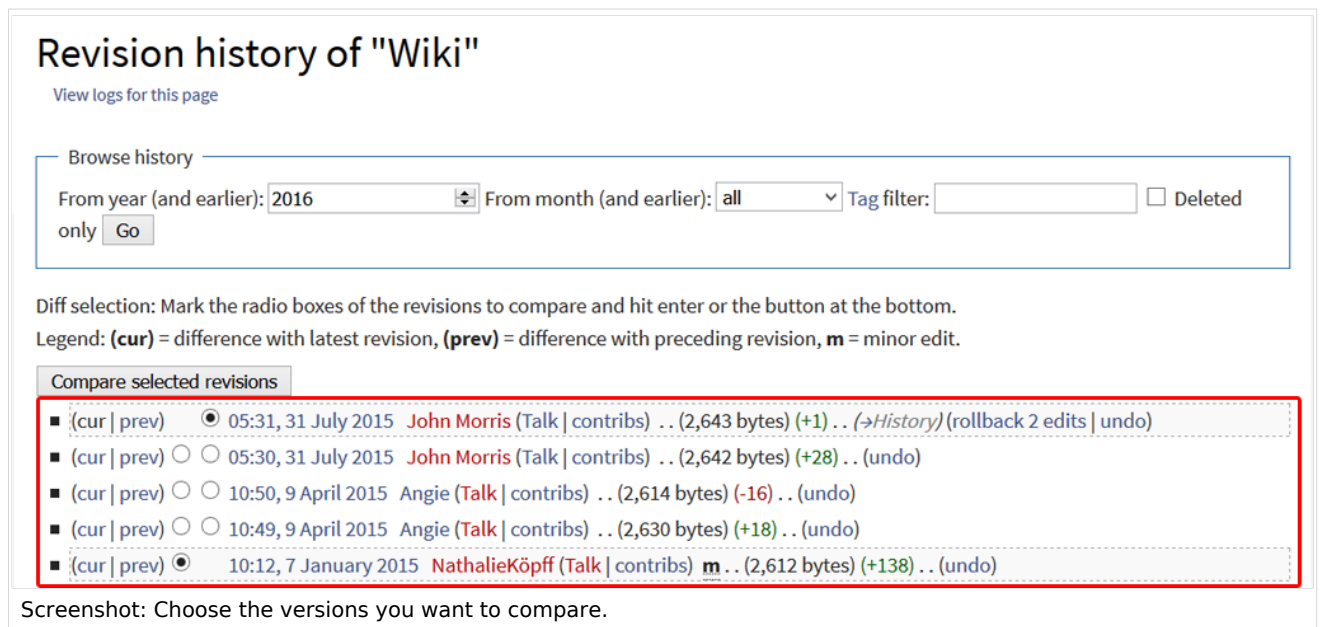 Revision history of "Wiki"
View logs for this page
Browse history
From year (and earlier): 2016 From month (and earlier): all Tag filter: Deleted
only Go
Diff selection: Mark the radio boxes of the revisions to compare and hit enter or the button at the bottom.
Legend: (cur) = difference with latest revision, (prev) = difference with preceding revision, m = minor edit.
Compare selected revisions
(cur | prev) 05:31, 31 July 2015 John Morris (Talk | contribs) . . (2,643 bytes) (+1) . . (→History) (rollback 2 edits | undo)
(cur | prev) 05:30, 31 July 2015 John Morris (Talk | contribs) . . (2,642 bytes) (+28) . . (undo)
(cur | prev) 10:50, 9 April 2015 Angie (Talk | contribs) . . (2,614 bytes) (-16) . . (undo)
(cur | prev) 10:49, 9 April 2015 Angie (Talk | contribs) . . (2,630 bytes) (+18) . . (undo)
(cur | prev) 10:12, 7 January 2015 NathalieKöpff (Talk | contribs) m . . (2,612 bytes) (+138) . . (undo)
Screenshot: Choose the versions you want to compare.